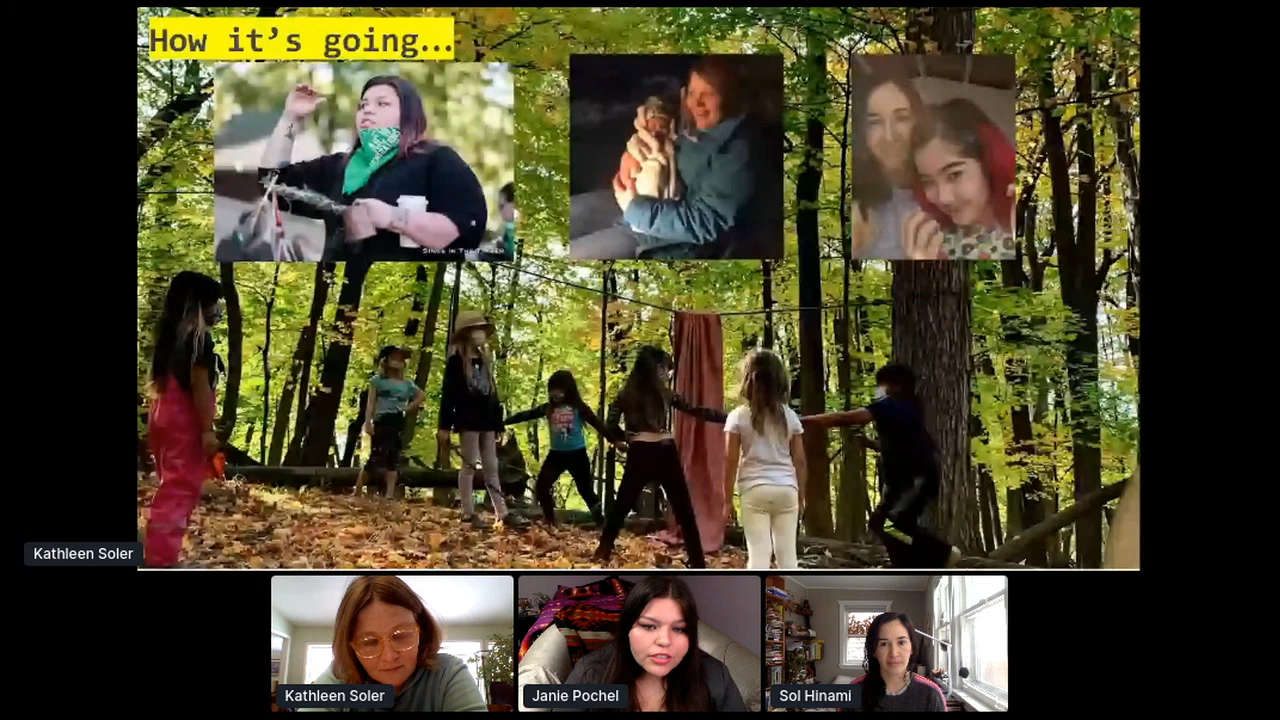 How it's going…
Kathleen Soler
Kathleen Soler
Janie Pochel
Sol Hinami